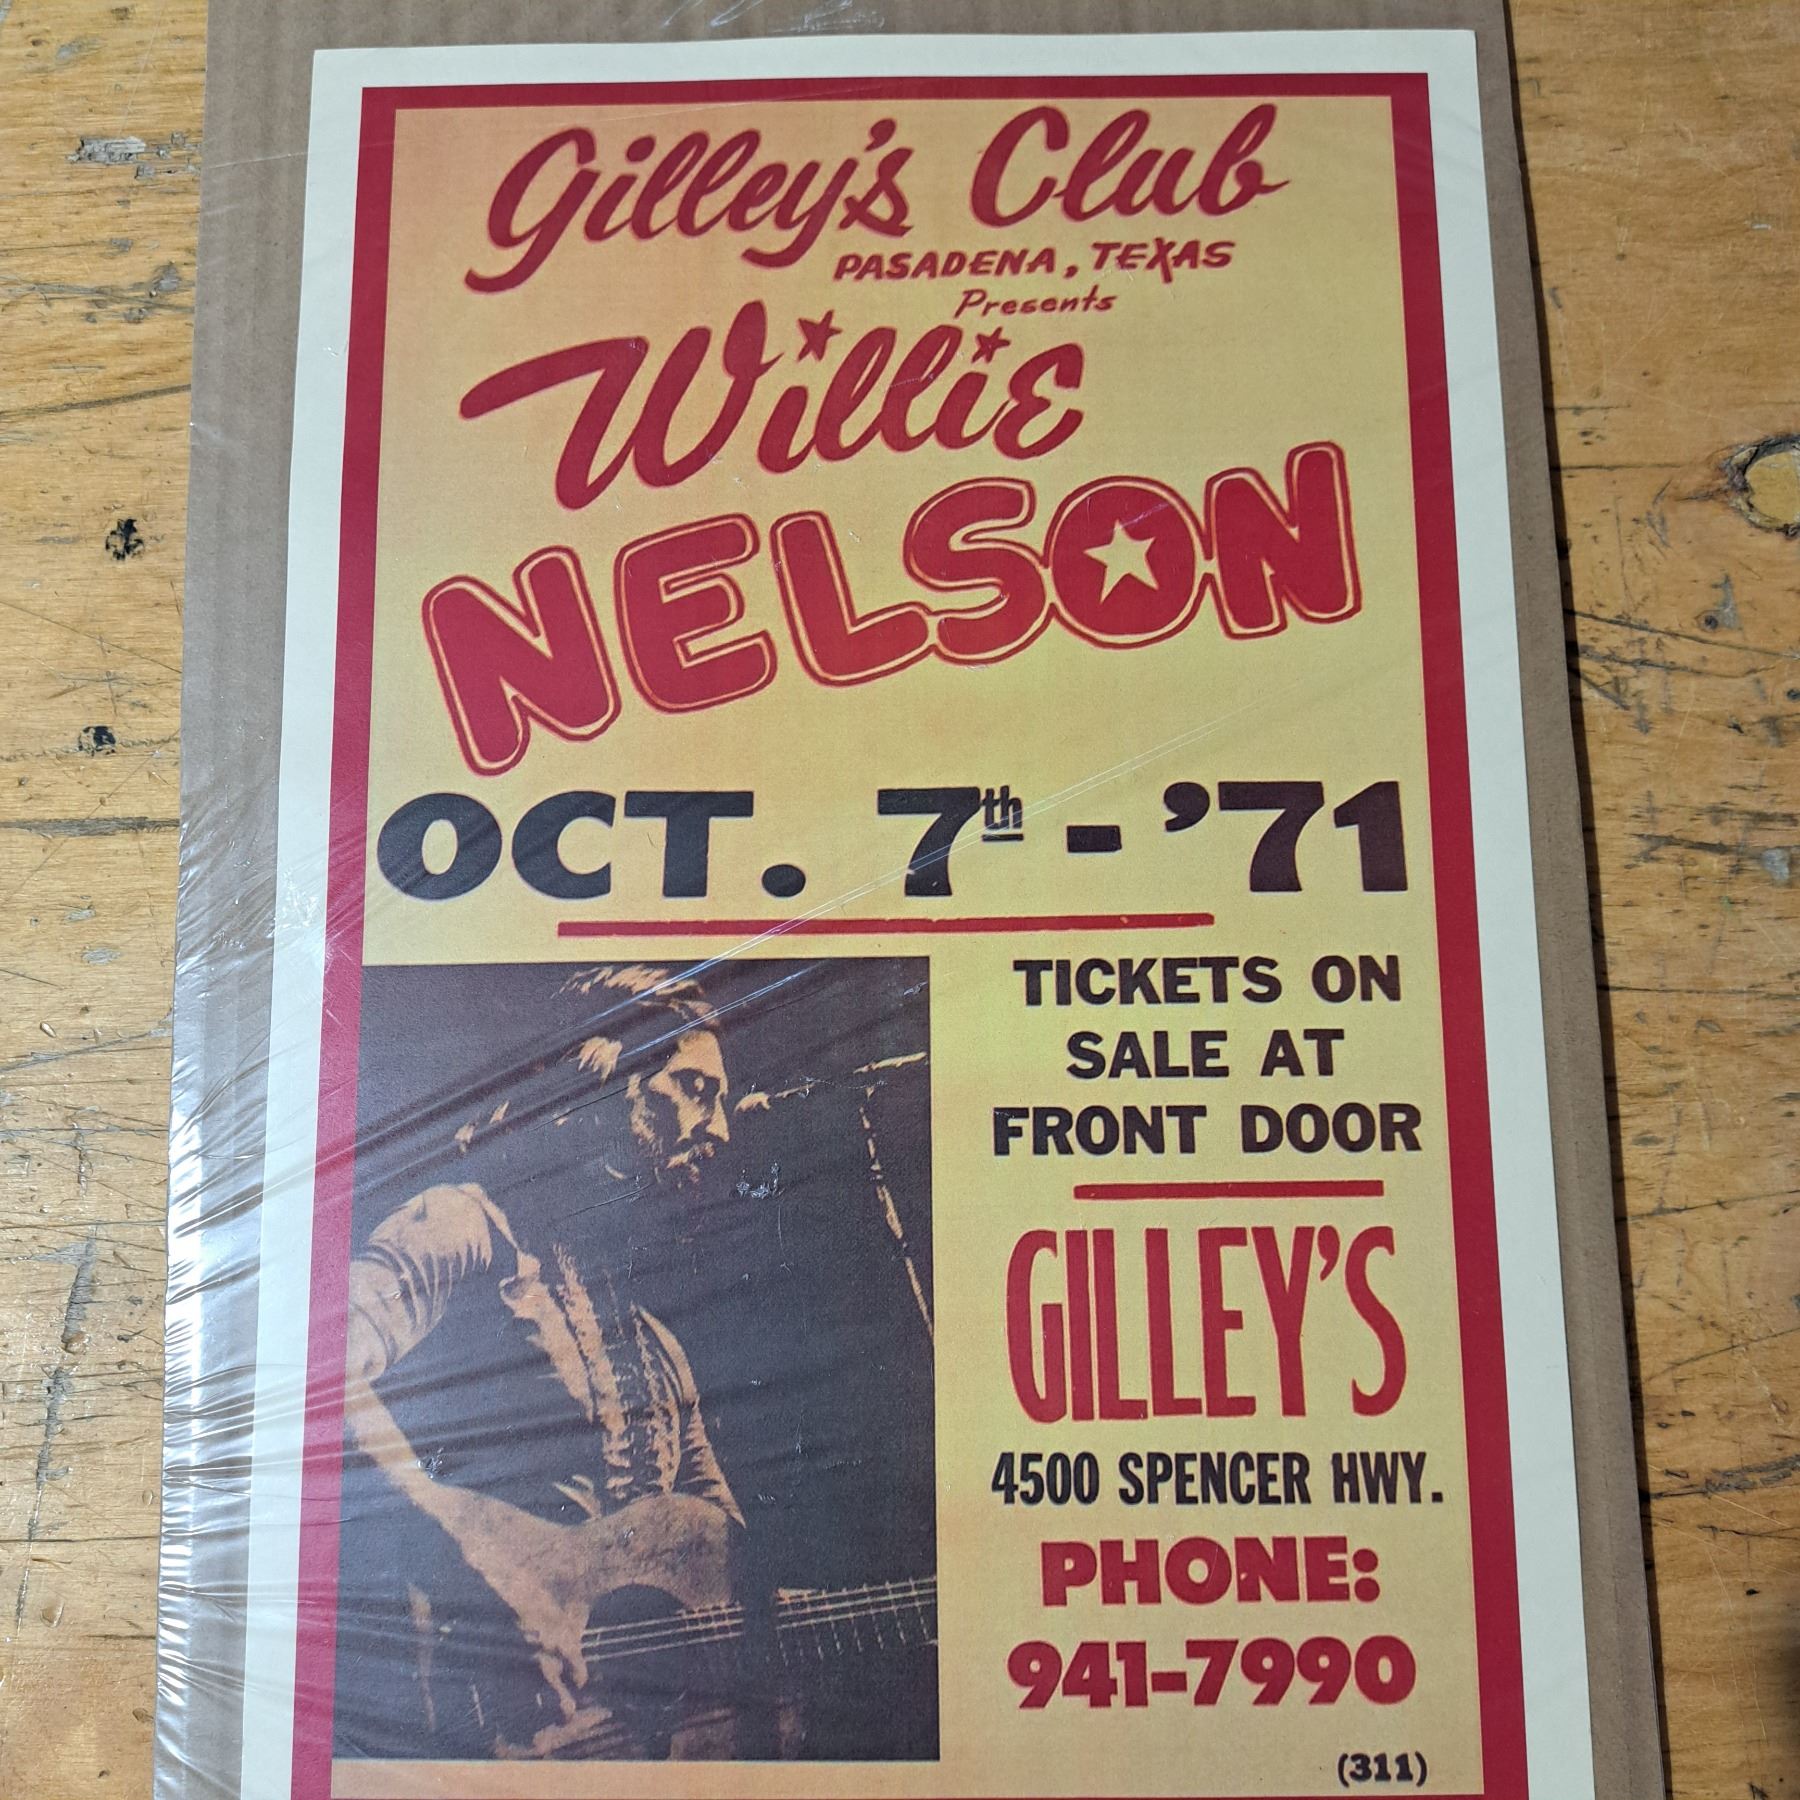 Gilley's Club
PASADENA, TEXAS
Presents
Willie
NELSON
OCT. 7th - '71
TICKETS ON
SALE AT
FRONT DOOR
GILLEY'S
4500 SPENCER HWY.
PHONE:
941-7990
(311)